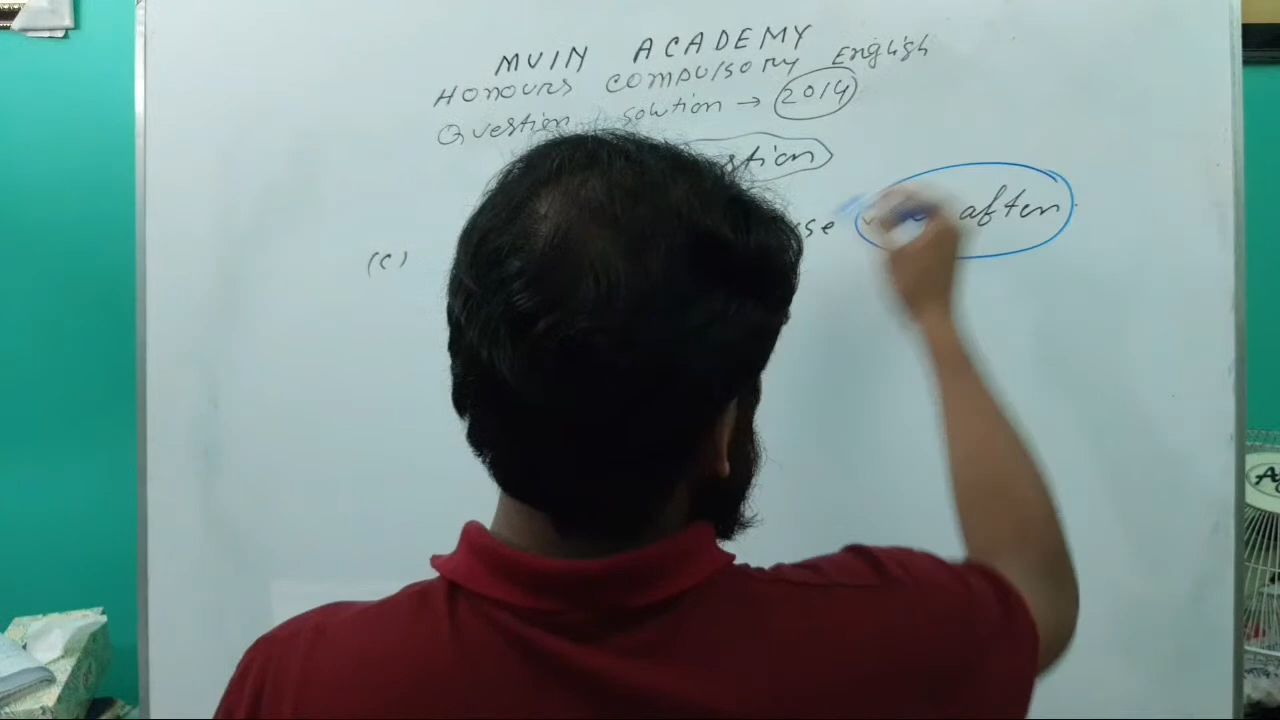 MUIN ACADEMY
HONOURS COMPULSORY English
Question solution → 2014
stion
se after
(C)